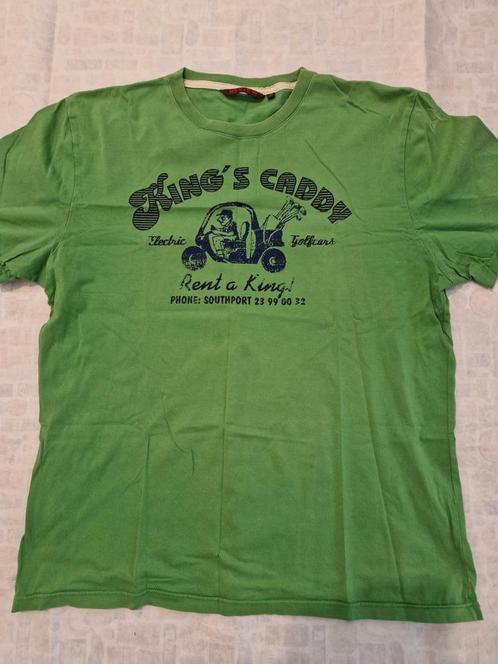 KING'S CADDY
Electric Golfcars
Rent a King!
PHONE: SOUTHPORT 23 99 00 32